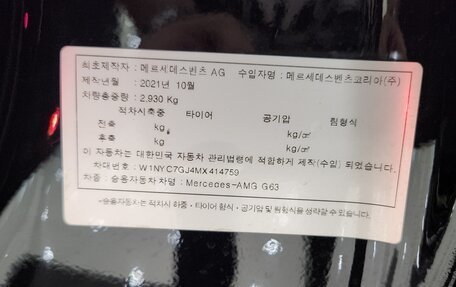 최초제작자 : 메르세데스벤츠 AG 수입자명 : 메르세데스벤츠코리아(주)
제작년월 : 2021년 10월
차량총중량 : 2,930 Kg
적차시축중 타이어 공기압 림형식
전축 kg, kg/㎠
후축 kg, kg/㎠
이 자동차는 대한민국 자동차 관리법령에 적합하게 제작(수입) 되었습니다.
차대번호 : W1NYC7GJ4MX414759
차종 : 승용자동차 차명 : Mercedes-AMG G63
-승용자동차는 적차시 하중 · 타이어 형식 · 공기압 및 림형식을 생략할 수 있습니다.